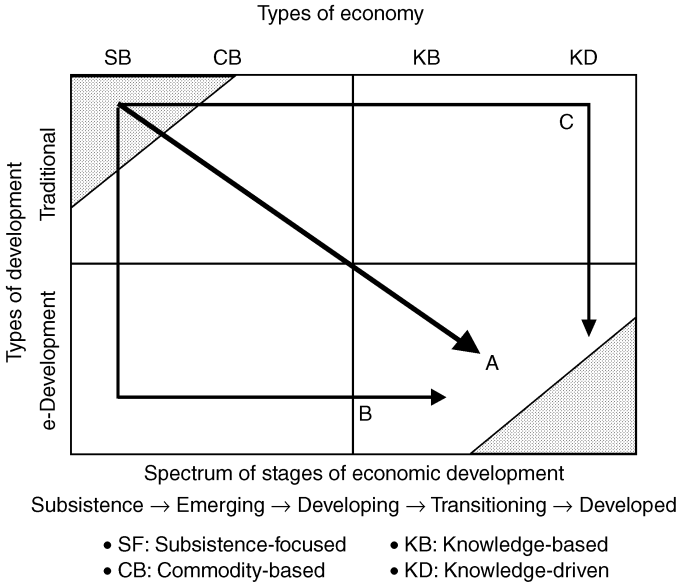 Types of economy
SB CB KB KD
Types of development
Traditional
e-Development
C
A
B
Spectrum of stages of economic development
Subsistence → Emerging → Developing → Transitioning → Developed
• SF: Subsistence-focused • KB: Knowledge-based
• CB: Commodity-based • KD: Knowledge-driven